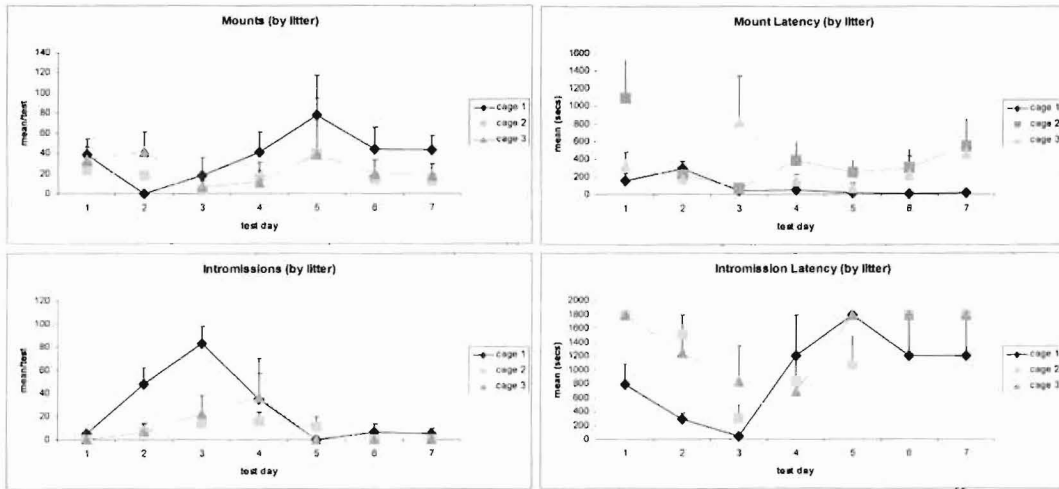 Mounts (by litter)
140
120
100
80
60
40
20
0
mean/test
1 2 3 4 5 6 7
test day
cage 1
cage 2
cage 3
Mount Latency (by litter)
1600
1400
1200
1000
800
600
400
200
0
mean (secs)
1 2 3 4 5 6 7
test day
cage 1
cage 2
cage 3
Intromissions (by litter)
120
100
80
60
40
20
0
mean/test
1 2 3 4 5 6 7
test day
cage 1
cage 2
cage 3
Intromission Latency (by litter)
2000
1800
1600
1400
1200
1000
800
600
400
200
0
mean (secs)
1 2 3 4 5 6 7
test day
cage 1
cage 2
cage 3